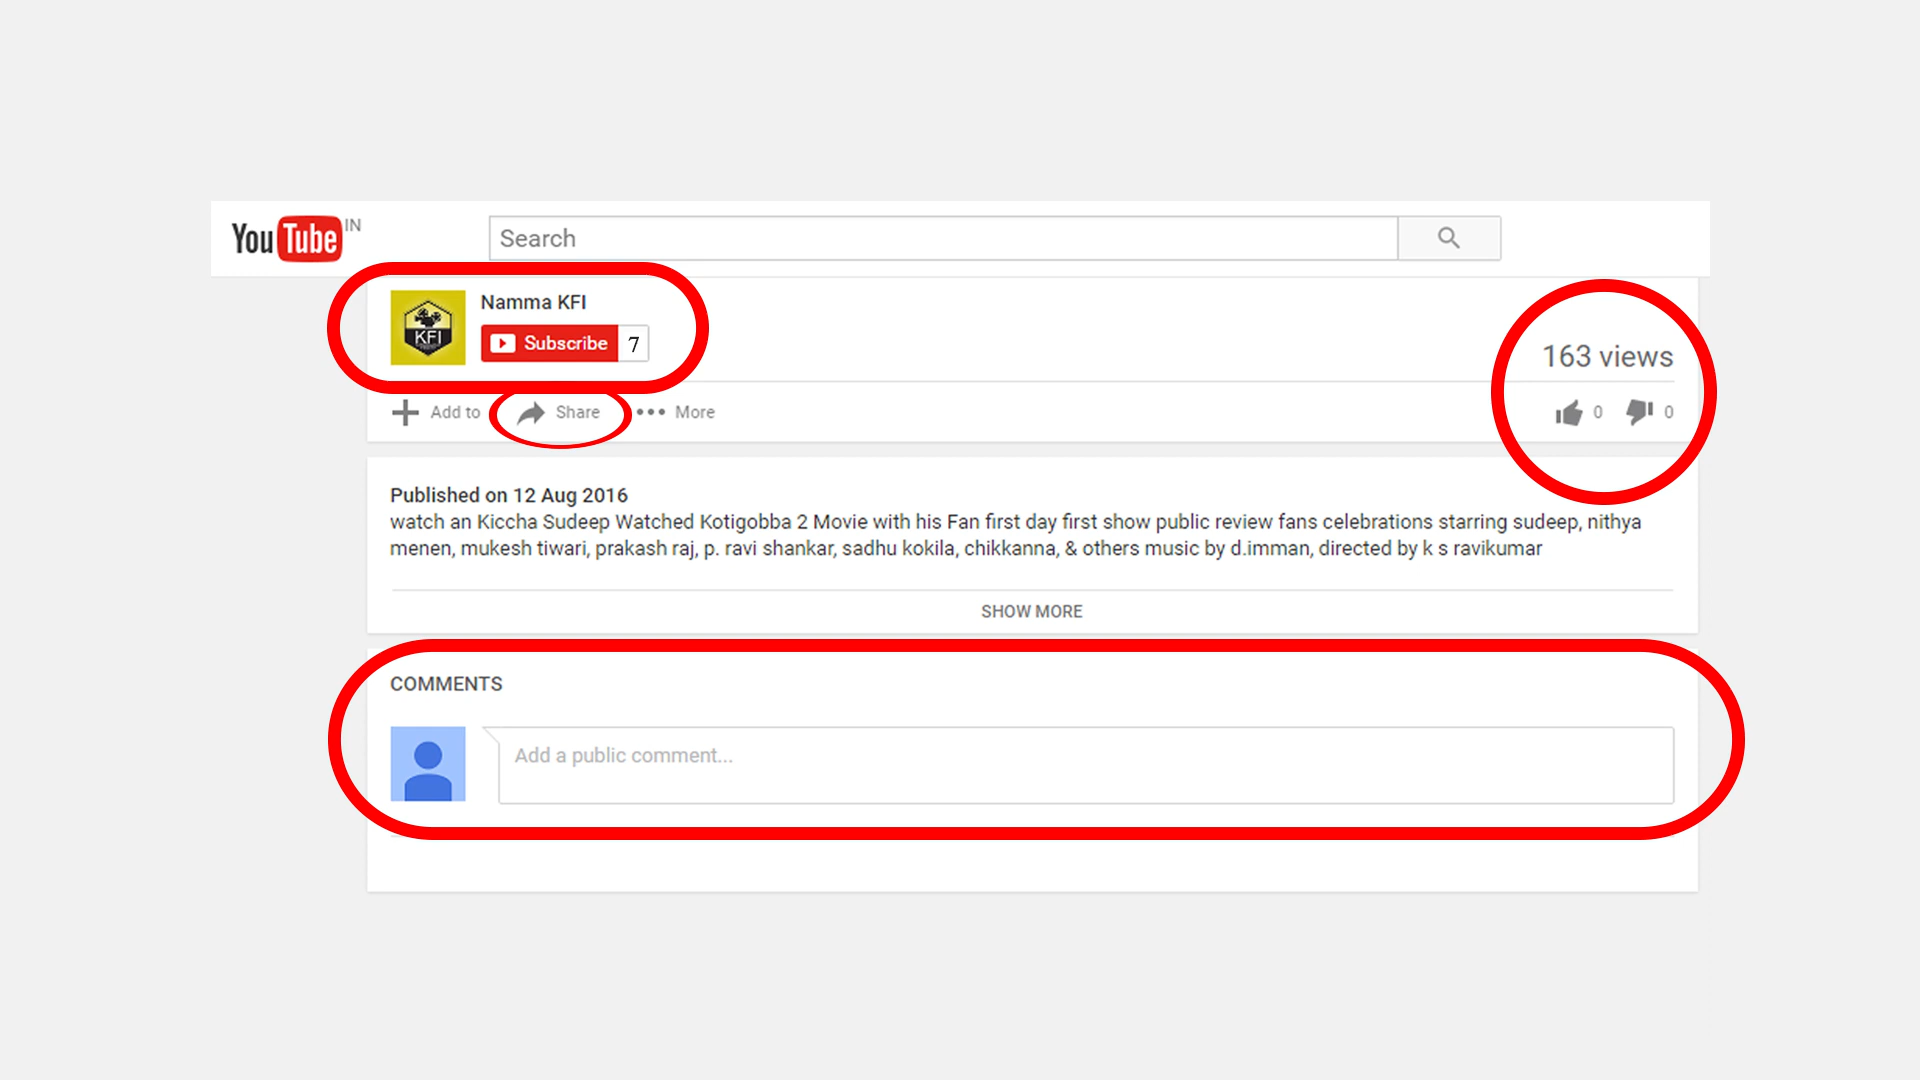 YouTube IN
Search
KFI
Namma KFI
Subscribe 7
163 views
Add to Share More
0 0
Published on 12 Aug 2016
watch an Kiccha Sudeep Watched Kotigobba 2 Movie with his Fan first day first show public review fans celebrations starring sudeep, nithya
menen, mukesh tiwari, prakash raj, p. ravi shankar, sadhu kokila, chikkanna, & others music by d.imman, directed by k s ravikumar
SHOW MORE
COMMENTS
Add a public comment...